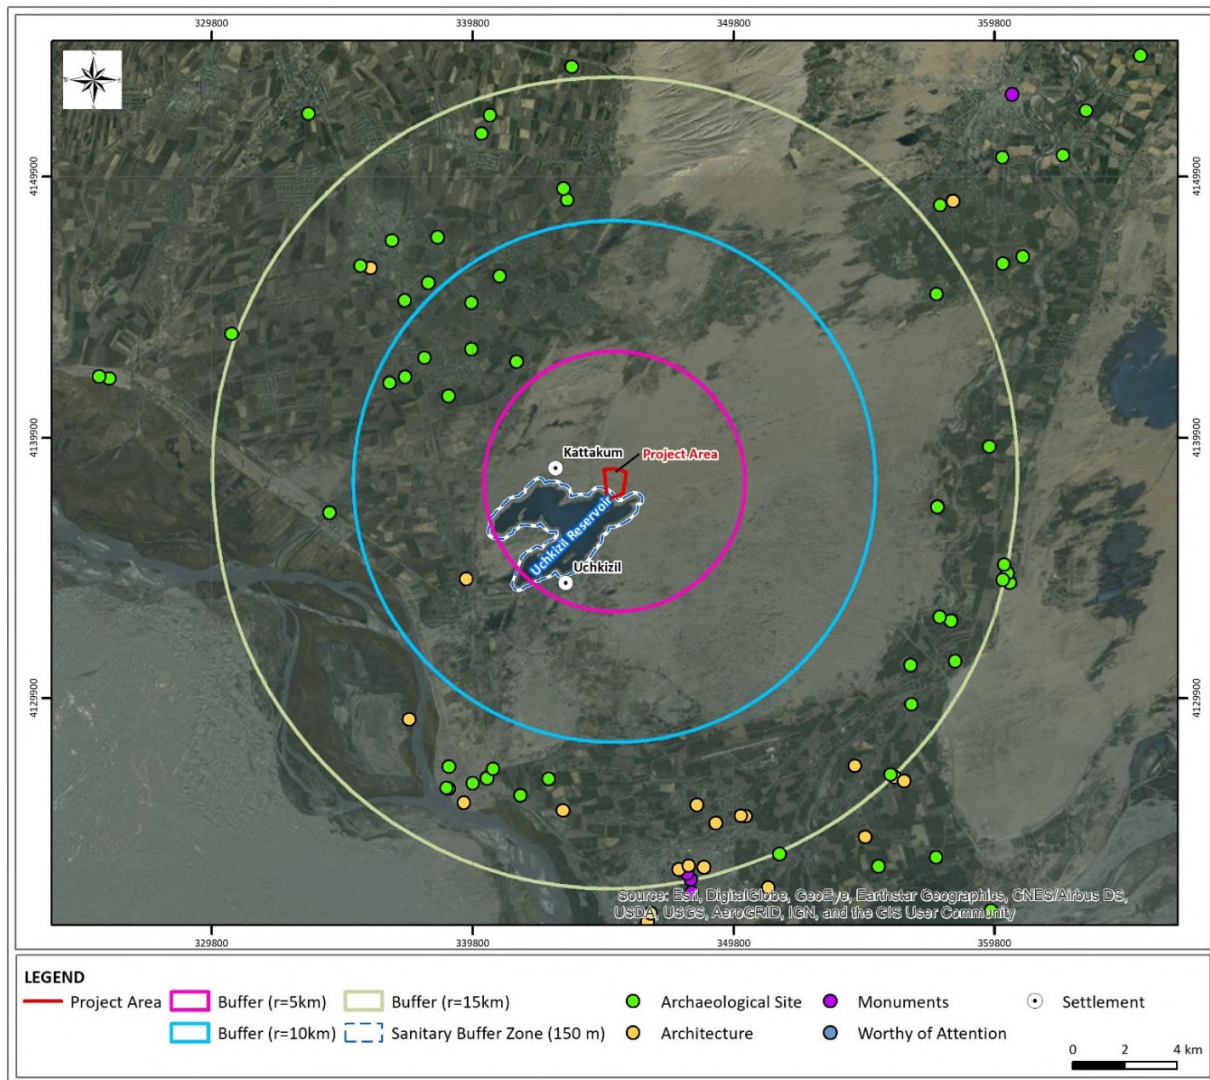 329800 339800 349800 359800
N
W E
S
4149900 4149900
4139900 4139900
4129900 4129900
Kattakum
Project Area
Uchkizil Reservoir
Uchkizil
Source: Esri, DigitalGlobe, GeoEye, Earthstar Geographics, CNES/Airbus DS,
USDA, USGS, AeroGRID, IGN, and the GIS User Community
329800 339800 349800 359800
LEGEND
Project Area Buffer (r=5km) Buffer (r=15km) Archaeological Site Monuments Settlement
Buffer (r=10km) Sanitary Buffer Zone (150 m) Architecture Worthy of Attention
0 2 4 km